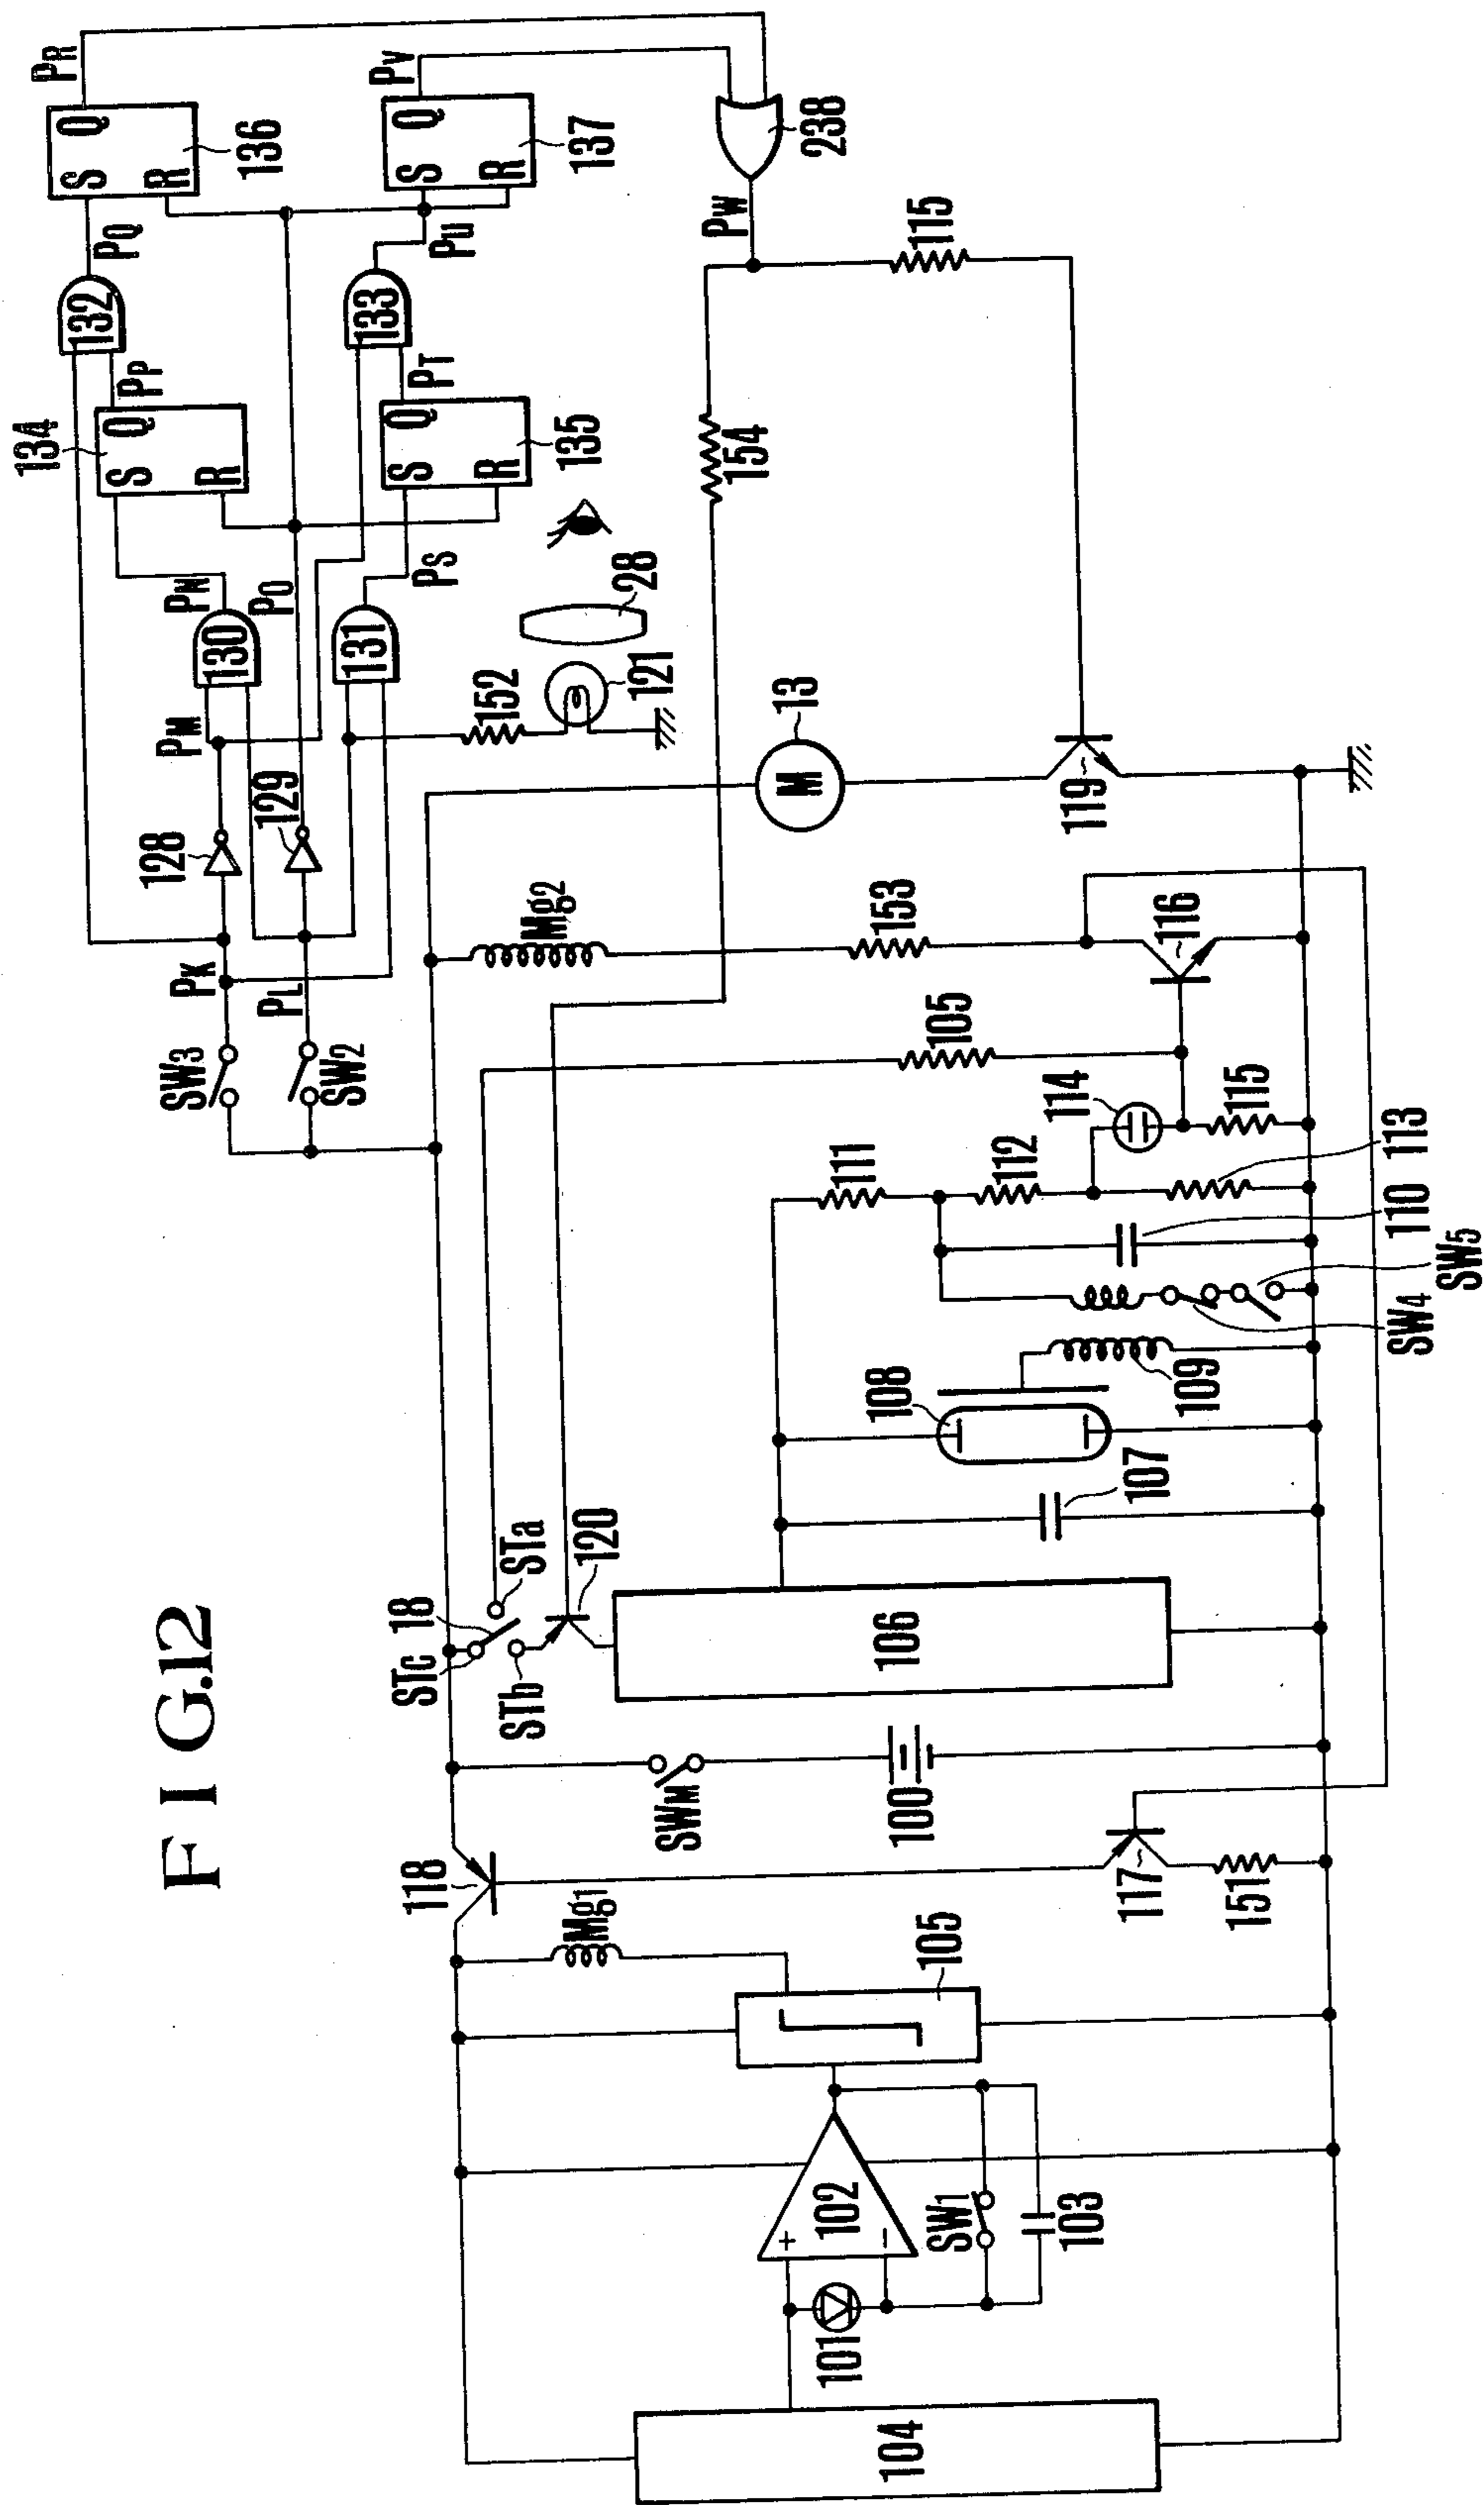 FIG.12
104
101
102
+
−
SW1
103
105
Mg1
118
117
151
SWM
100
STc
18
STa
STb
120
106
107
108
109
SW4
SW5
110
113
111
112
114
115
105
116
153
Mg2
SW3
SW2
PK
PL
128
129
PM
130
PN
PO
131
PS
152
121
28
13
M
119
134
S
Q
R
PP
135
S
Q
R
PT
132
PQ
133
PU
136
S
Q
R
PR
137
S
Q
R
PV
238
PW
154
115